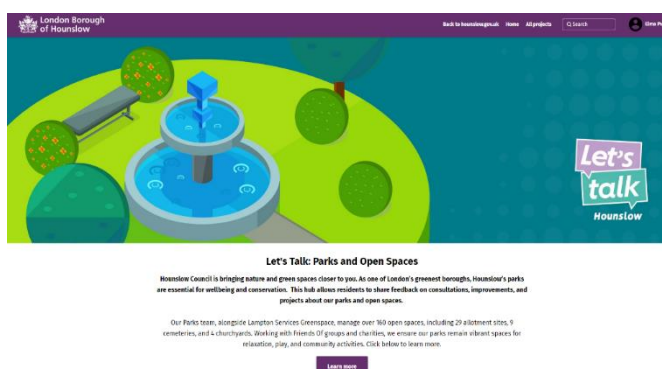 London Borough
of Hounslow
Back to hounslow.gov.uk Home All projects Search
Let's
talk
Hounslow
Let's Talk: Parks and Open Spaces
Hounslow Council is bringing nature and green spaces closer to you. As one of London's greenest boroughs, Hounslow's parks
are essential for wellbeing and conservation. This hub allows residents to share feedback on consultations, improvements, and
projects about our parks and open spaces.
Our Parks team, alongside Lampton Services Greenspace, manage over 160 open spaces, including 29 allotment sites, 9
cemeteries, and 4 churchyards. Working with Friends Of groups and charities, we ensure our parks remain vibrant spaces for
relaxation, play, and community activities. Click below to learn more.
Learn more